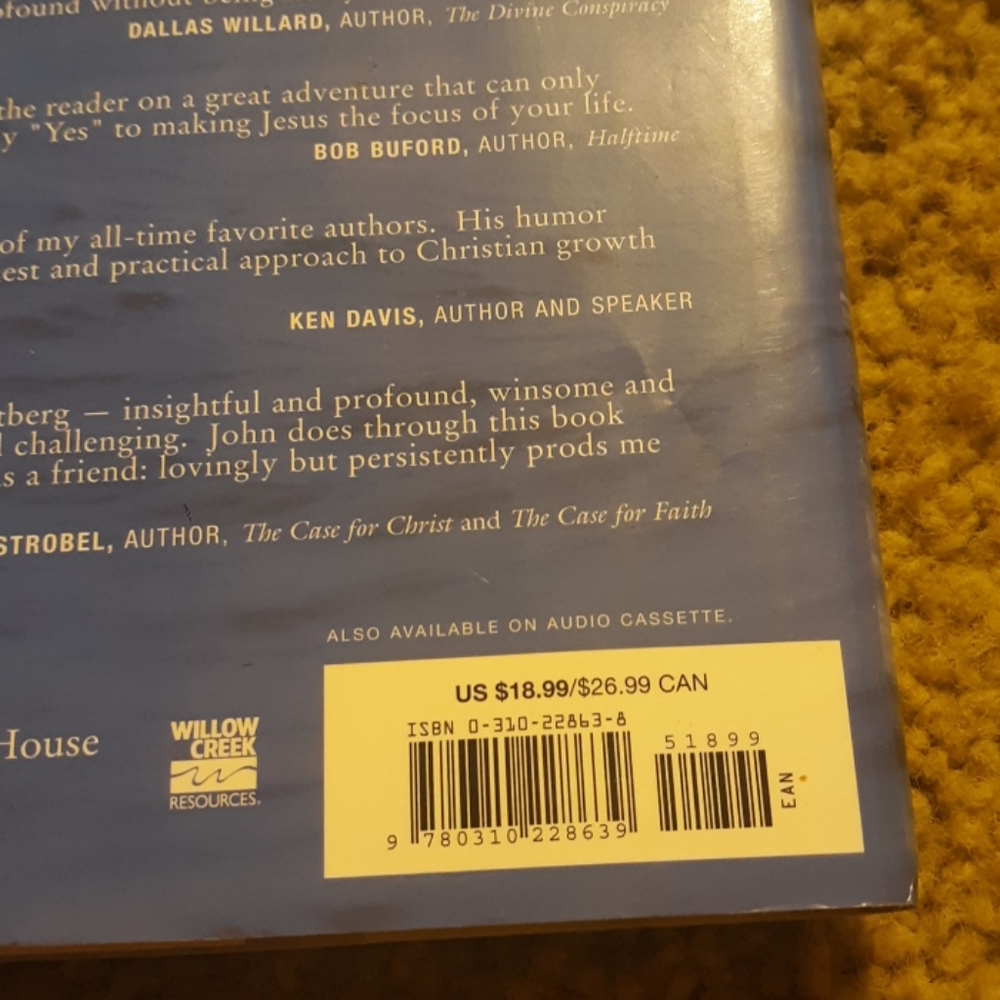 without being
DALLAS WILLARD, AUTHOR, The Divine Conspiracy
the reader on a great adventure that can only
"Yes" to making Jesus the focus of your life.
BOB BUFORD, AUTHOR, Halftime
of my all-time favorite authors. His humor
and practical approach to Christian growth
KEN DAVIS, AUTHOR AND SPEAKER
tberg — insightful and profound, winsome and
challenging. John does through this book
s a friend: lovingly but persistently prods me
STROBEL, AUTHOR, The Case for Christ and The Case for Faith
ALSO AVAILABLE ON AUDIO CASSETTE.
House
WILLOW
CREEK
RESOURCES.
US $18.99/$26.99 CAN
ISBN 0-310-22863-8
51899
EAN
9 780310 228639